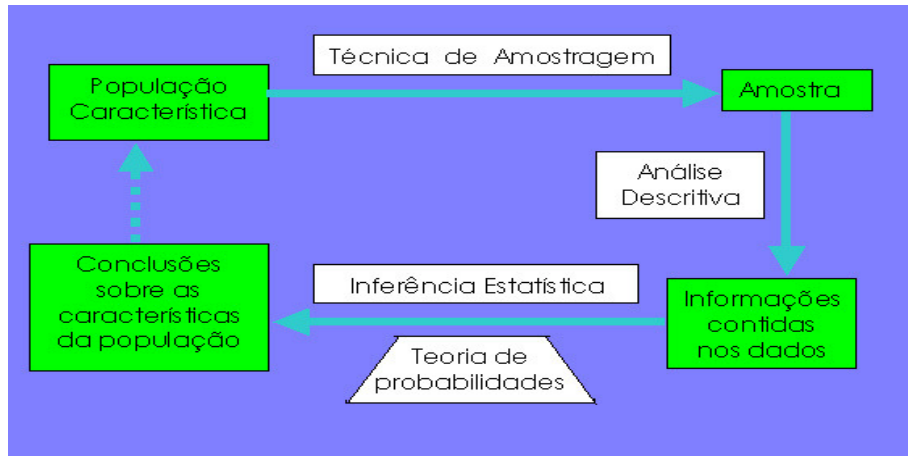 População
Característica
Técnica de Amostragem
Amostra
Análise
Descritiva
Informações
contidas
nos dados
Inferência Estatística
Teoria de
probabilidades
Conclusões
sobre as
características
da população